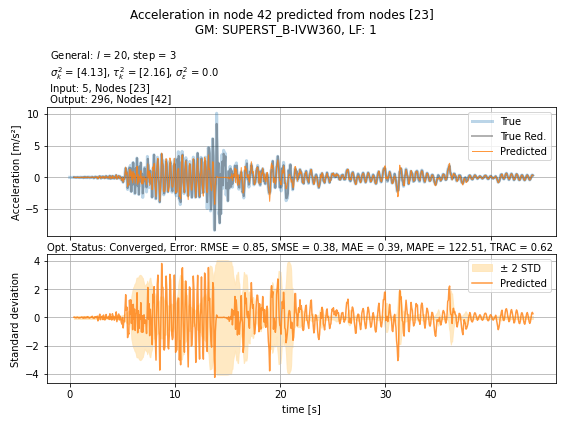 Acceleration in node 42 predicted from nodes [23]
GM: SUPERST_B-IVW360, LF: 1
General: l = 20, step = 3
σ²ₖ = [4.13], τ²ₖ = [2.16], σ²ε = 0.0
Input: 5, Nodes [23]
Output: 296, Nodes [42]
Acceleration [m/s²]
10
5
0
−5
True
True Red.
Predicted
Opt. Status: Converged, Error: RMSE = 0.85, SMSE = 0.38, MAE = 0.39, MAPE = 122.51, TRAC = 0.62
Standard deviation
4
2
0
−2
−4
± 2 STD
Predicted
0 10 20 30 40
time [s]